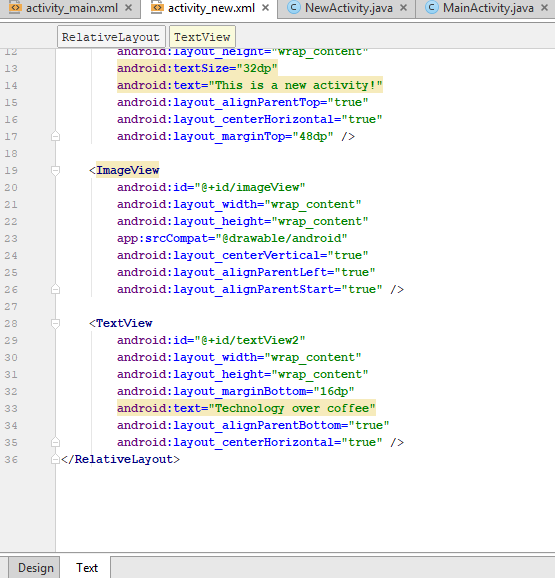 activity_main.xml × activity_new.xml × C NewActivity.java × C MainActivity.java ×
RelativeLayout TextView
12 android:layout_height="wrap_content"
13 android:textSize="32dp"
14 android:text="This is a new activity!"
15 android:layout_alignParentTop="true"
16 android:layout_centerHorizontal="true"
17 android:layout_marginTop="48dp" />
18
19 <ImageView
20 android:id="@+id/imageView"
21 android:layout_width="wrap_content"
22 android:layout_height="wrap_content"
23 app:srcCompat="@drawable/android"
24 android:layout_centerVertical="true"
25 android:layout_alignParentLeft="true"
26 android:layout_alignParentStart="true" />
27
28 <TextView
29 android:id="@+id/textView2"
30 android:layout_width="wrap_content"
31 android:layout_height="wrap_content"
32 android:layout_marginBottom="16dp"
33 android:text="Technology over coffee"
34 android:layout_alignParentBottom="true"
35 android:layout_centerHorizontal="true" />
36 </RelativeLayout>
Design Text